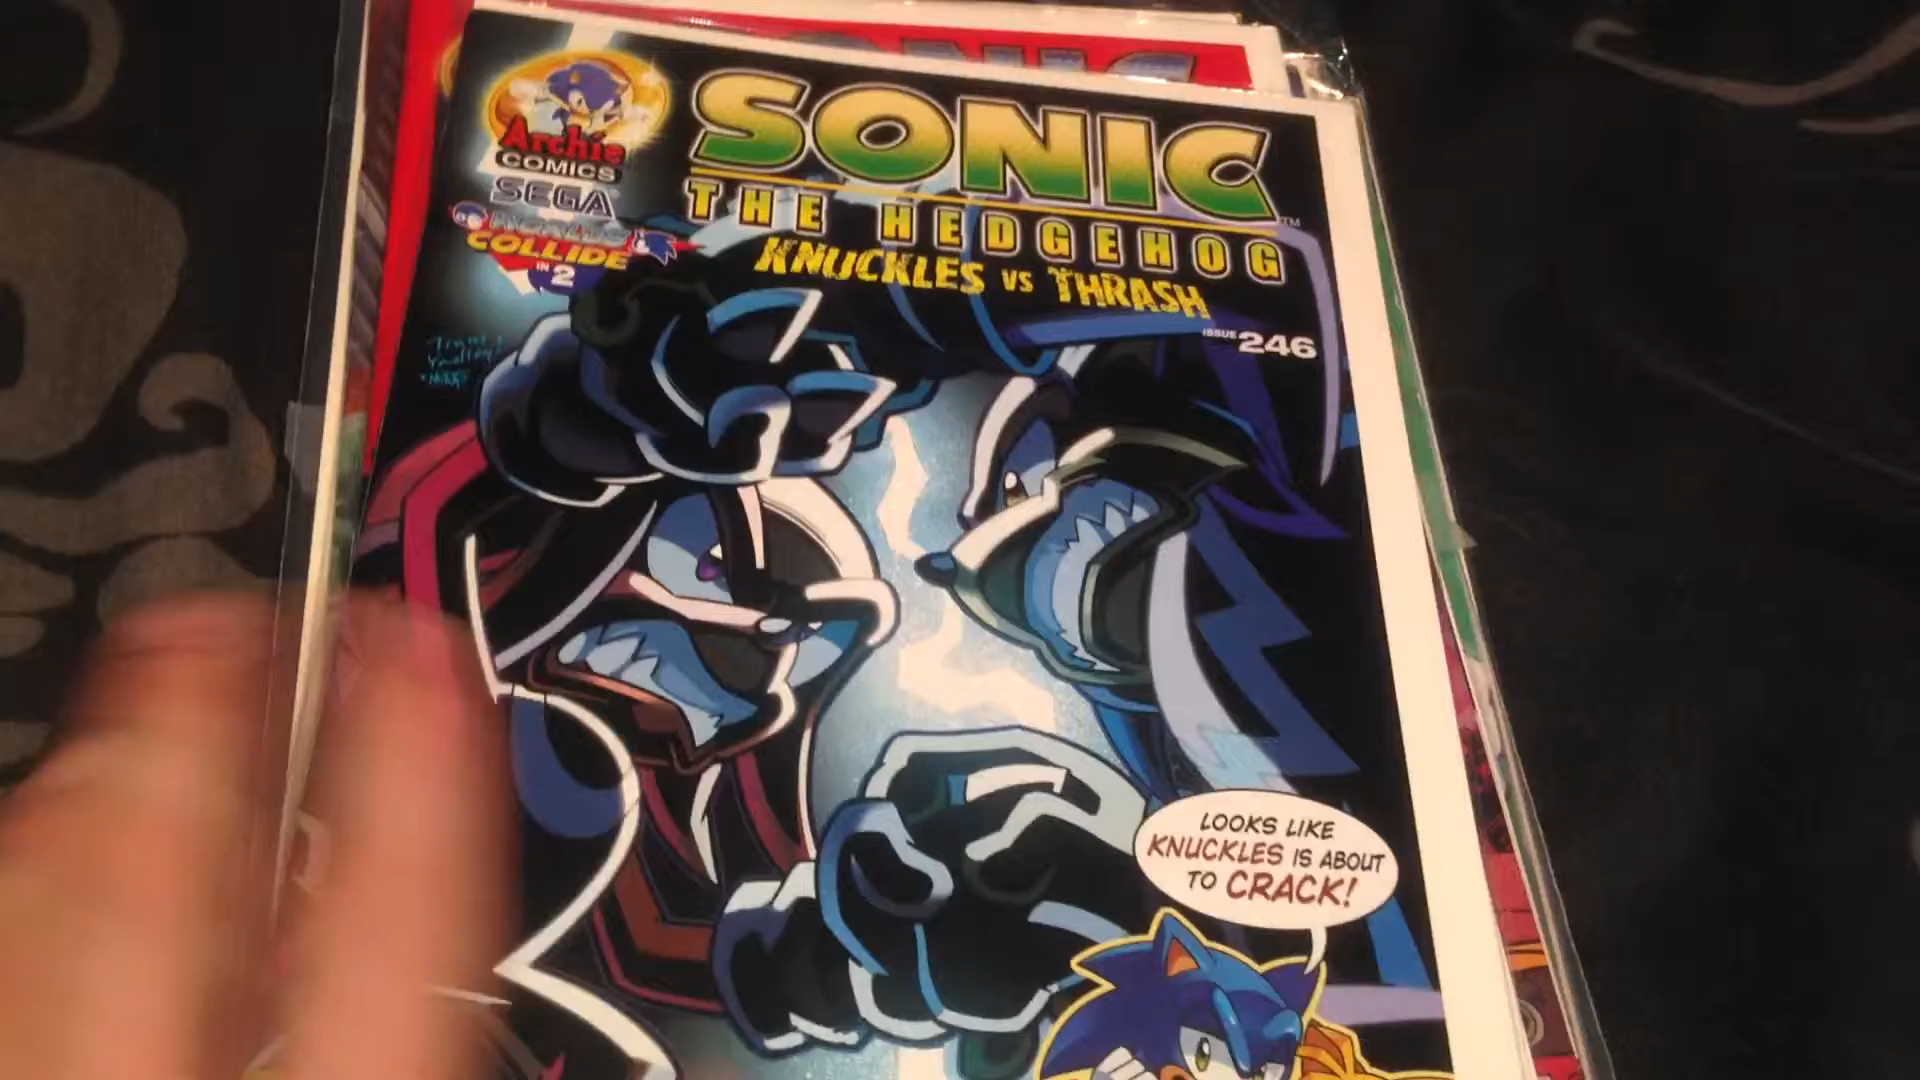 Archie
COMICS
SEGA
WORLDS
COLLIDE
IN 2
SONIC
THE HEDGEHOG
KNUCKLES VS THRASH
ISSUE 246
LOOKS LIKE
KNUCKLES IS ABOUT
TO CRACK!